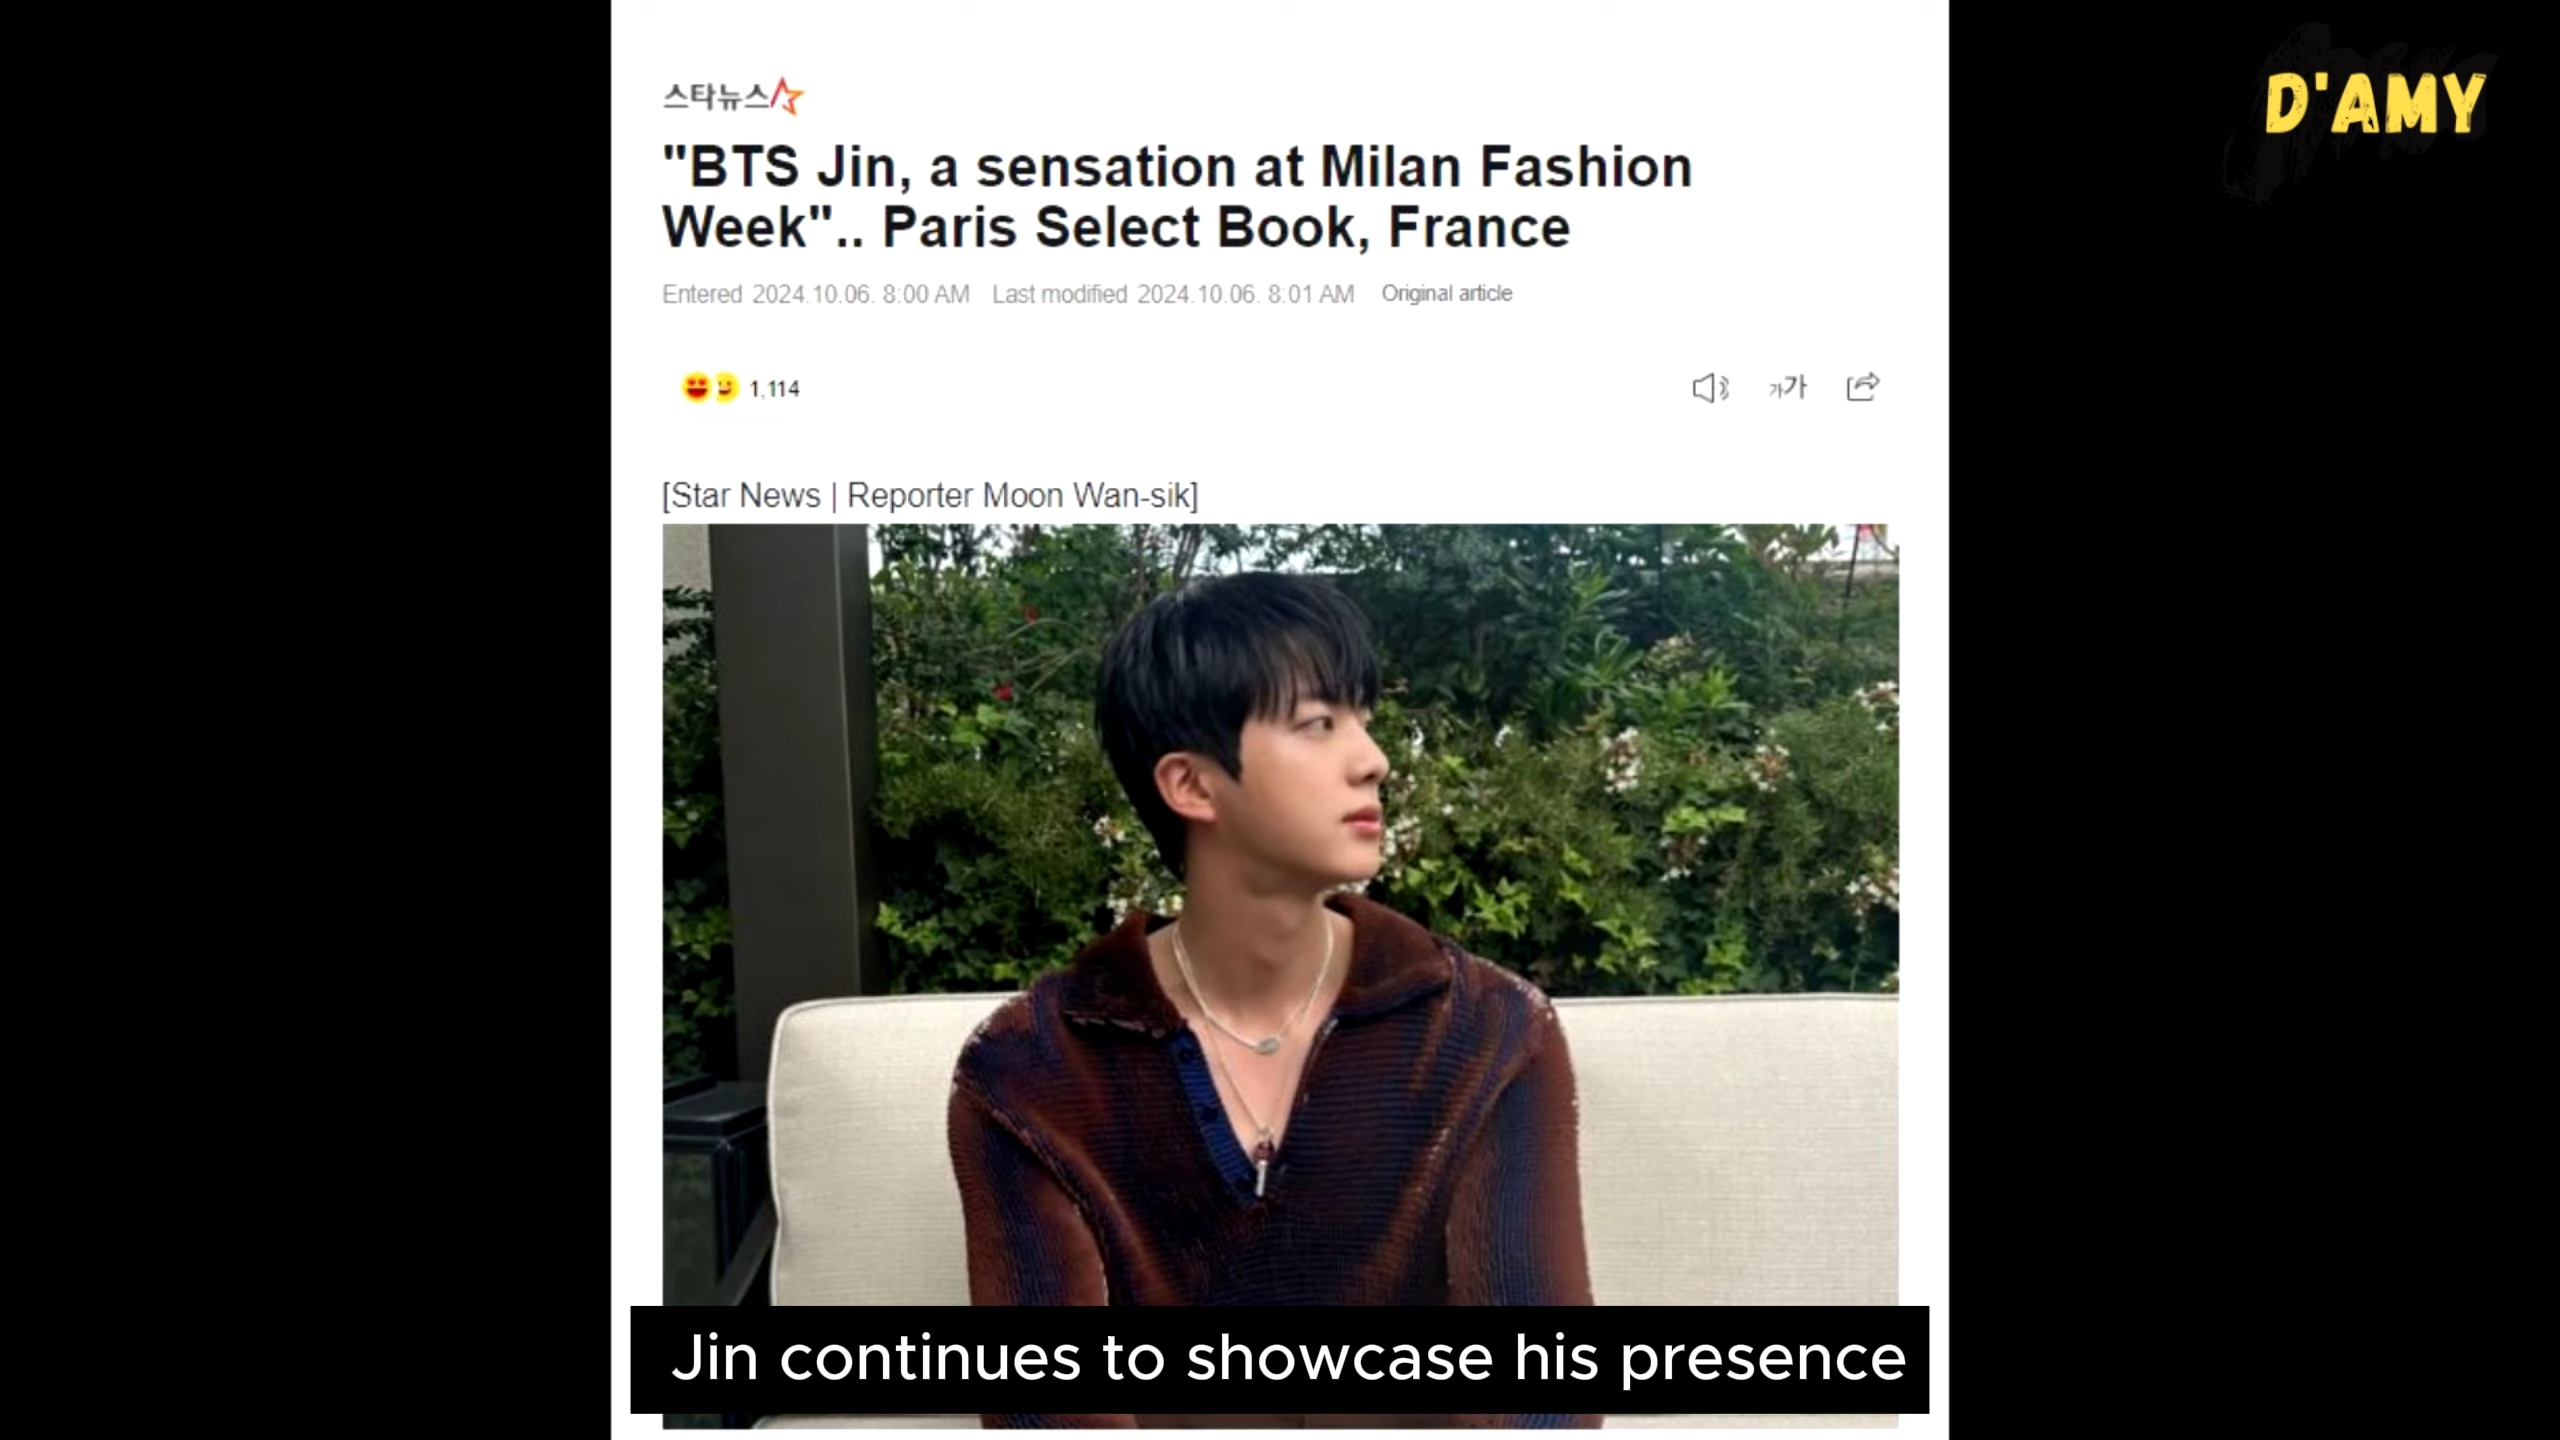 스타뉴스
D'AMY
"BTS Jin, a sensation at Milan Fashion
Week".. Paris Select Book, France
Entered 2024.10.06. 8:00 AM Last modified 2024.10.06. 8:01 AM Original article
1,114
가가
[Star News | Reporter Moon Wan-sik]
Jin continues to showcase his presence